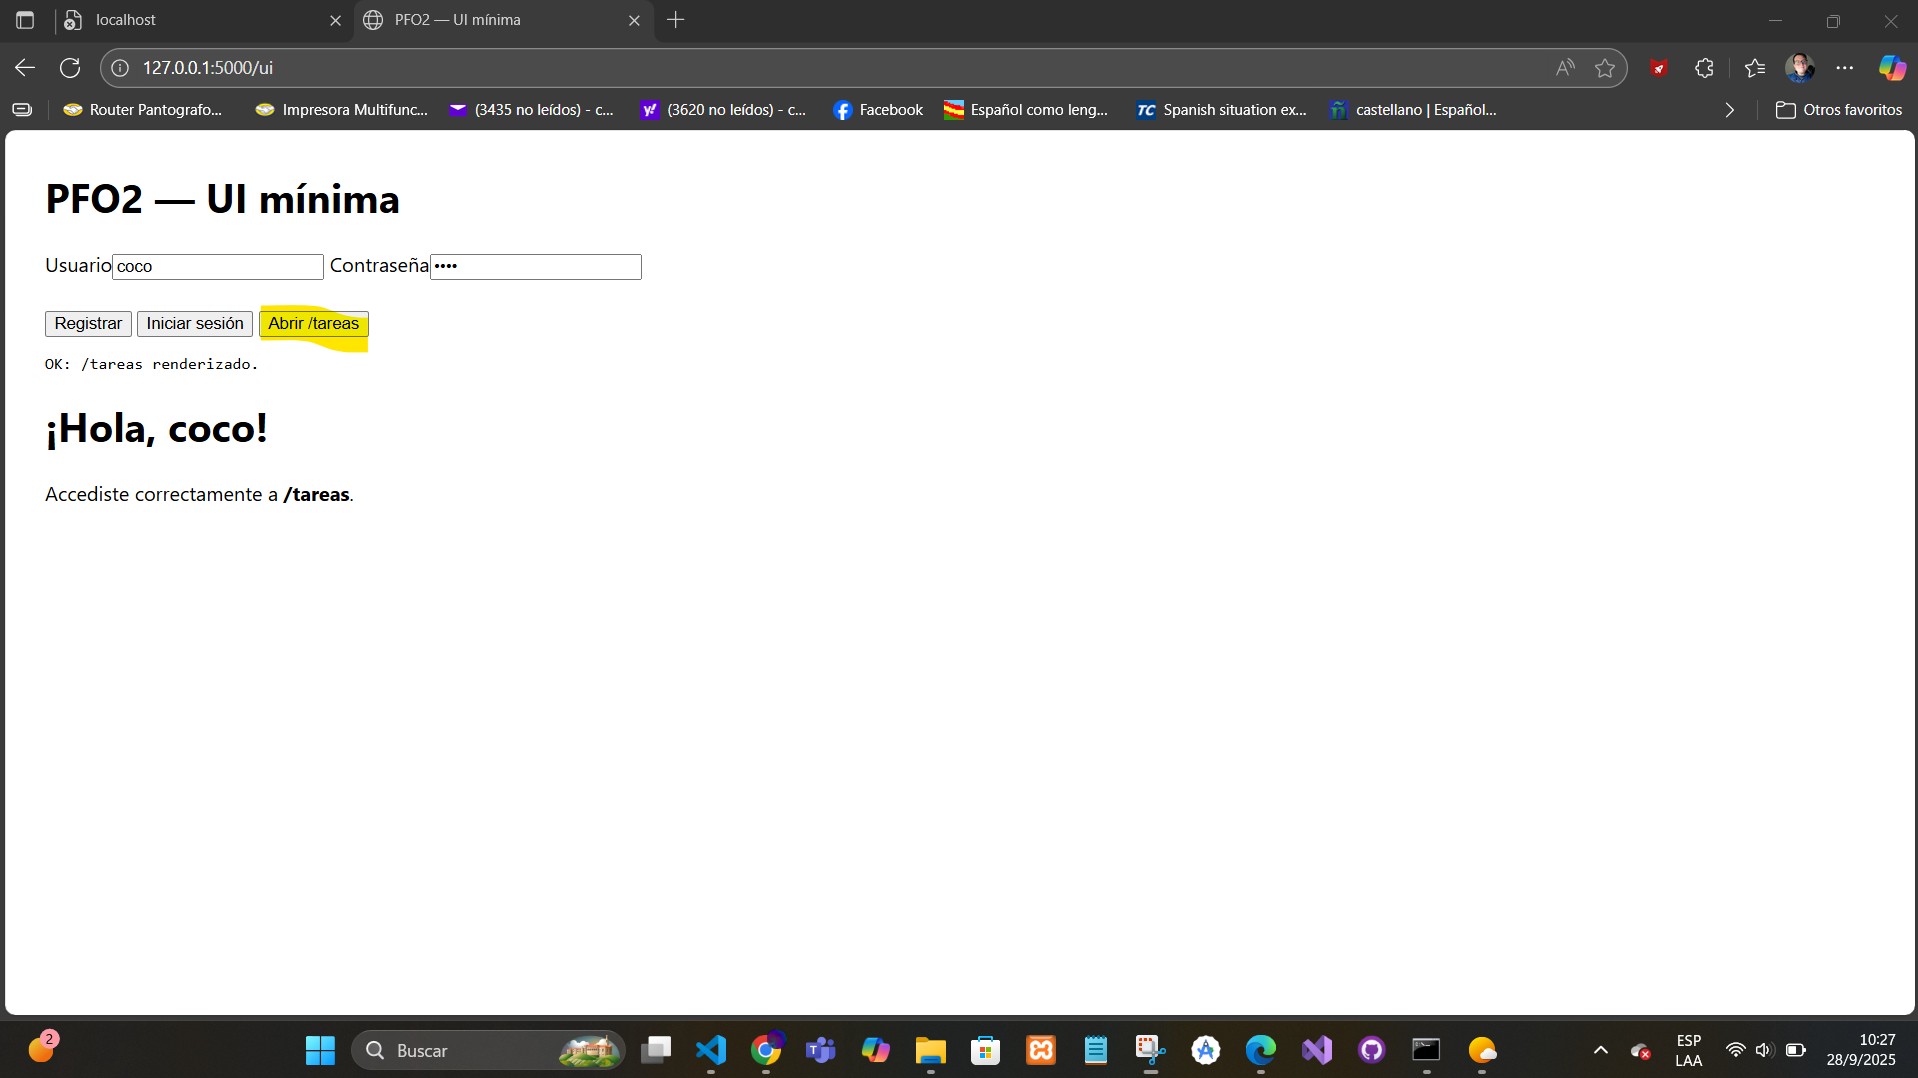 localhost
PFO2 — UI mínima
127.0.0.1:5000/ui
Router Pantografo...
Impresora Multifunc...
(3435 no leídos) - c...
(3620 no leídos) - c...
Facebook
Español como leng...
TC Spanish situation ex...
castellano | Español...
Otros favoritos
PFO2 — UI mínima
Usuario coco Contraseña ••••
Registrar Iniciar sesión Abrir /tareas
OK: /tareas renderizado.
¡Hola, coco!
Accediste correctamente a /tareas.
2
Buscar
ESP
LAA
10:27
28/9/2025